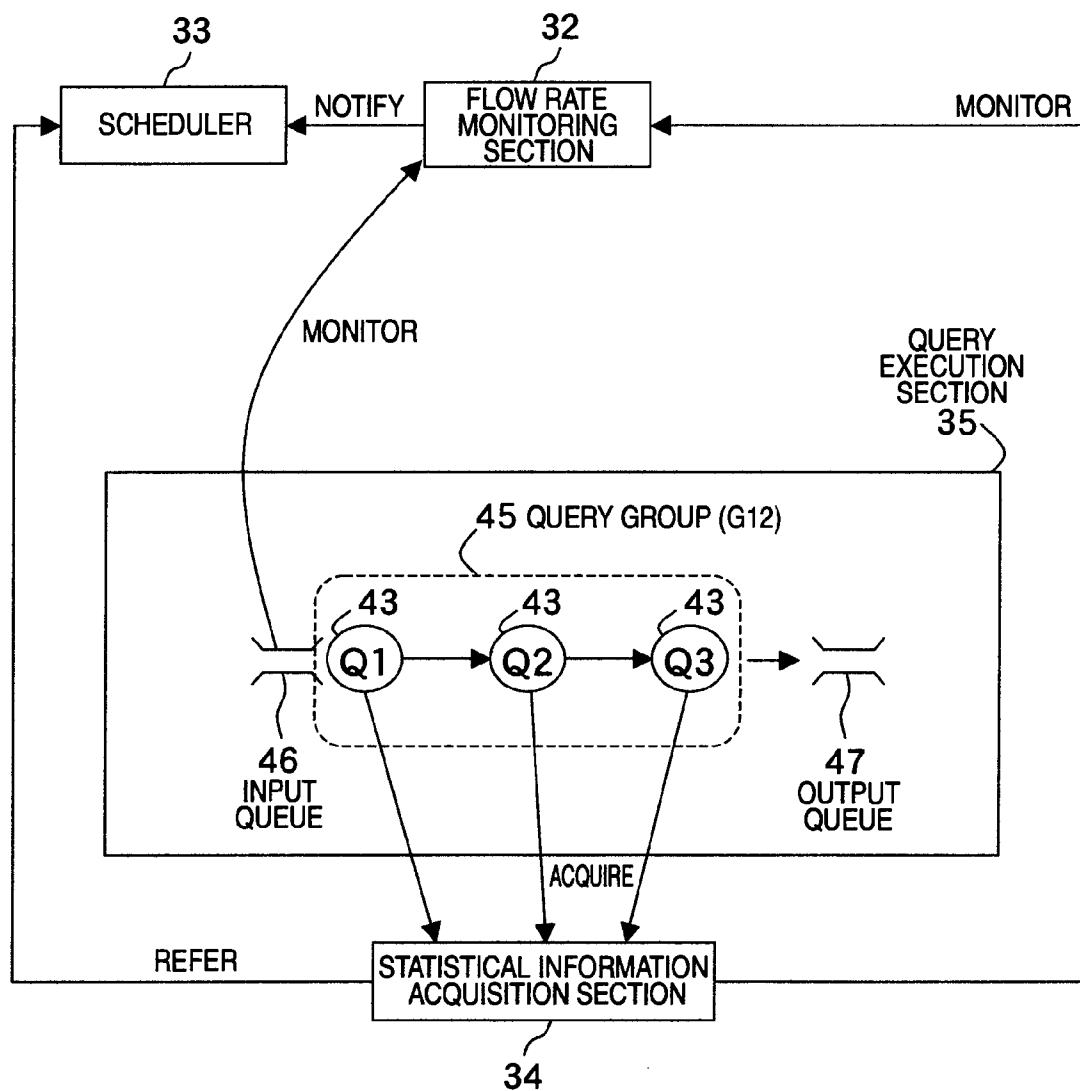 33
32
SCHEDULER
NOTIFY
FLOW RATE
MONITORING
SECTION
MONITOR
MONITOR
QUERY
EXECUTION
SECTION
35
45 QUERY GROUP (G12)
43
43
43
Q1
Q2
Q3
46
INPUT
QUEUE
47
OUTPUT
QUEUE
ACQUIRE
REFER
STATISTICAL INFORMATION
ACQUISITION SECTION
34